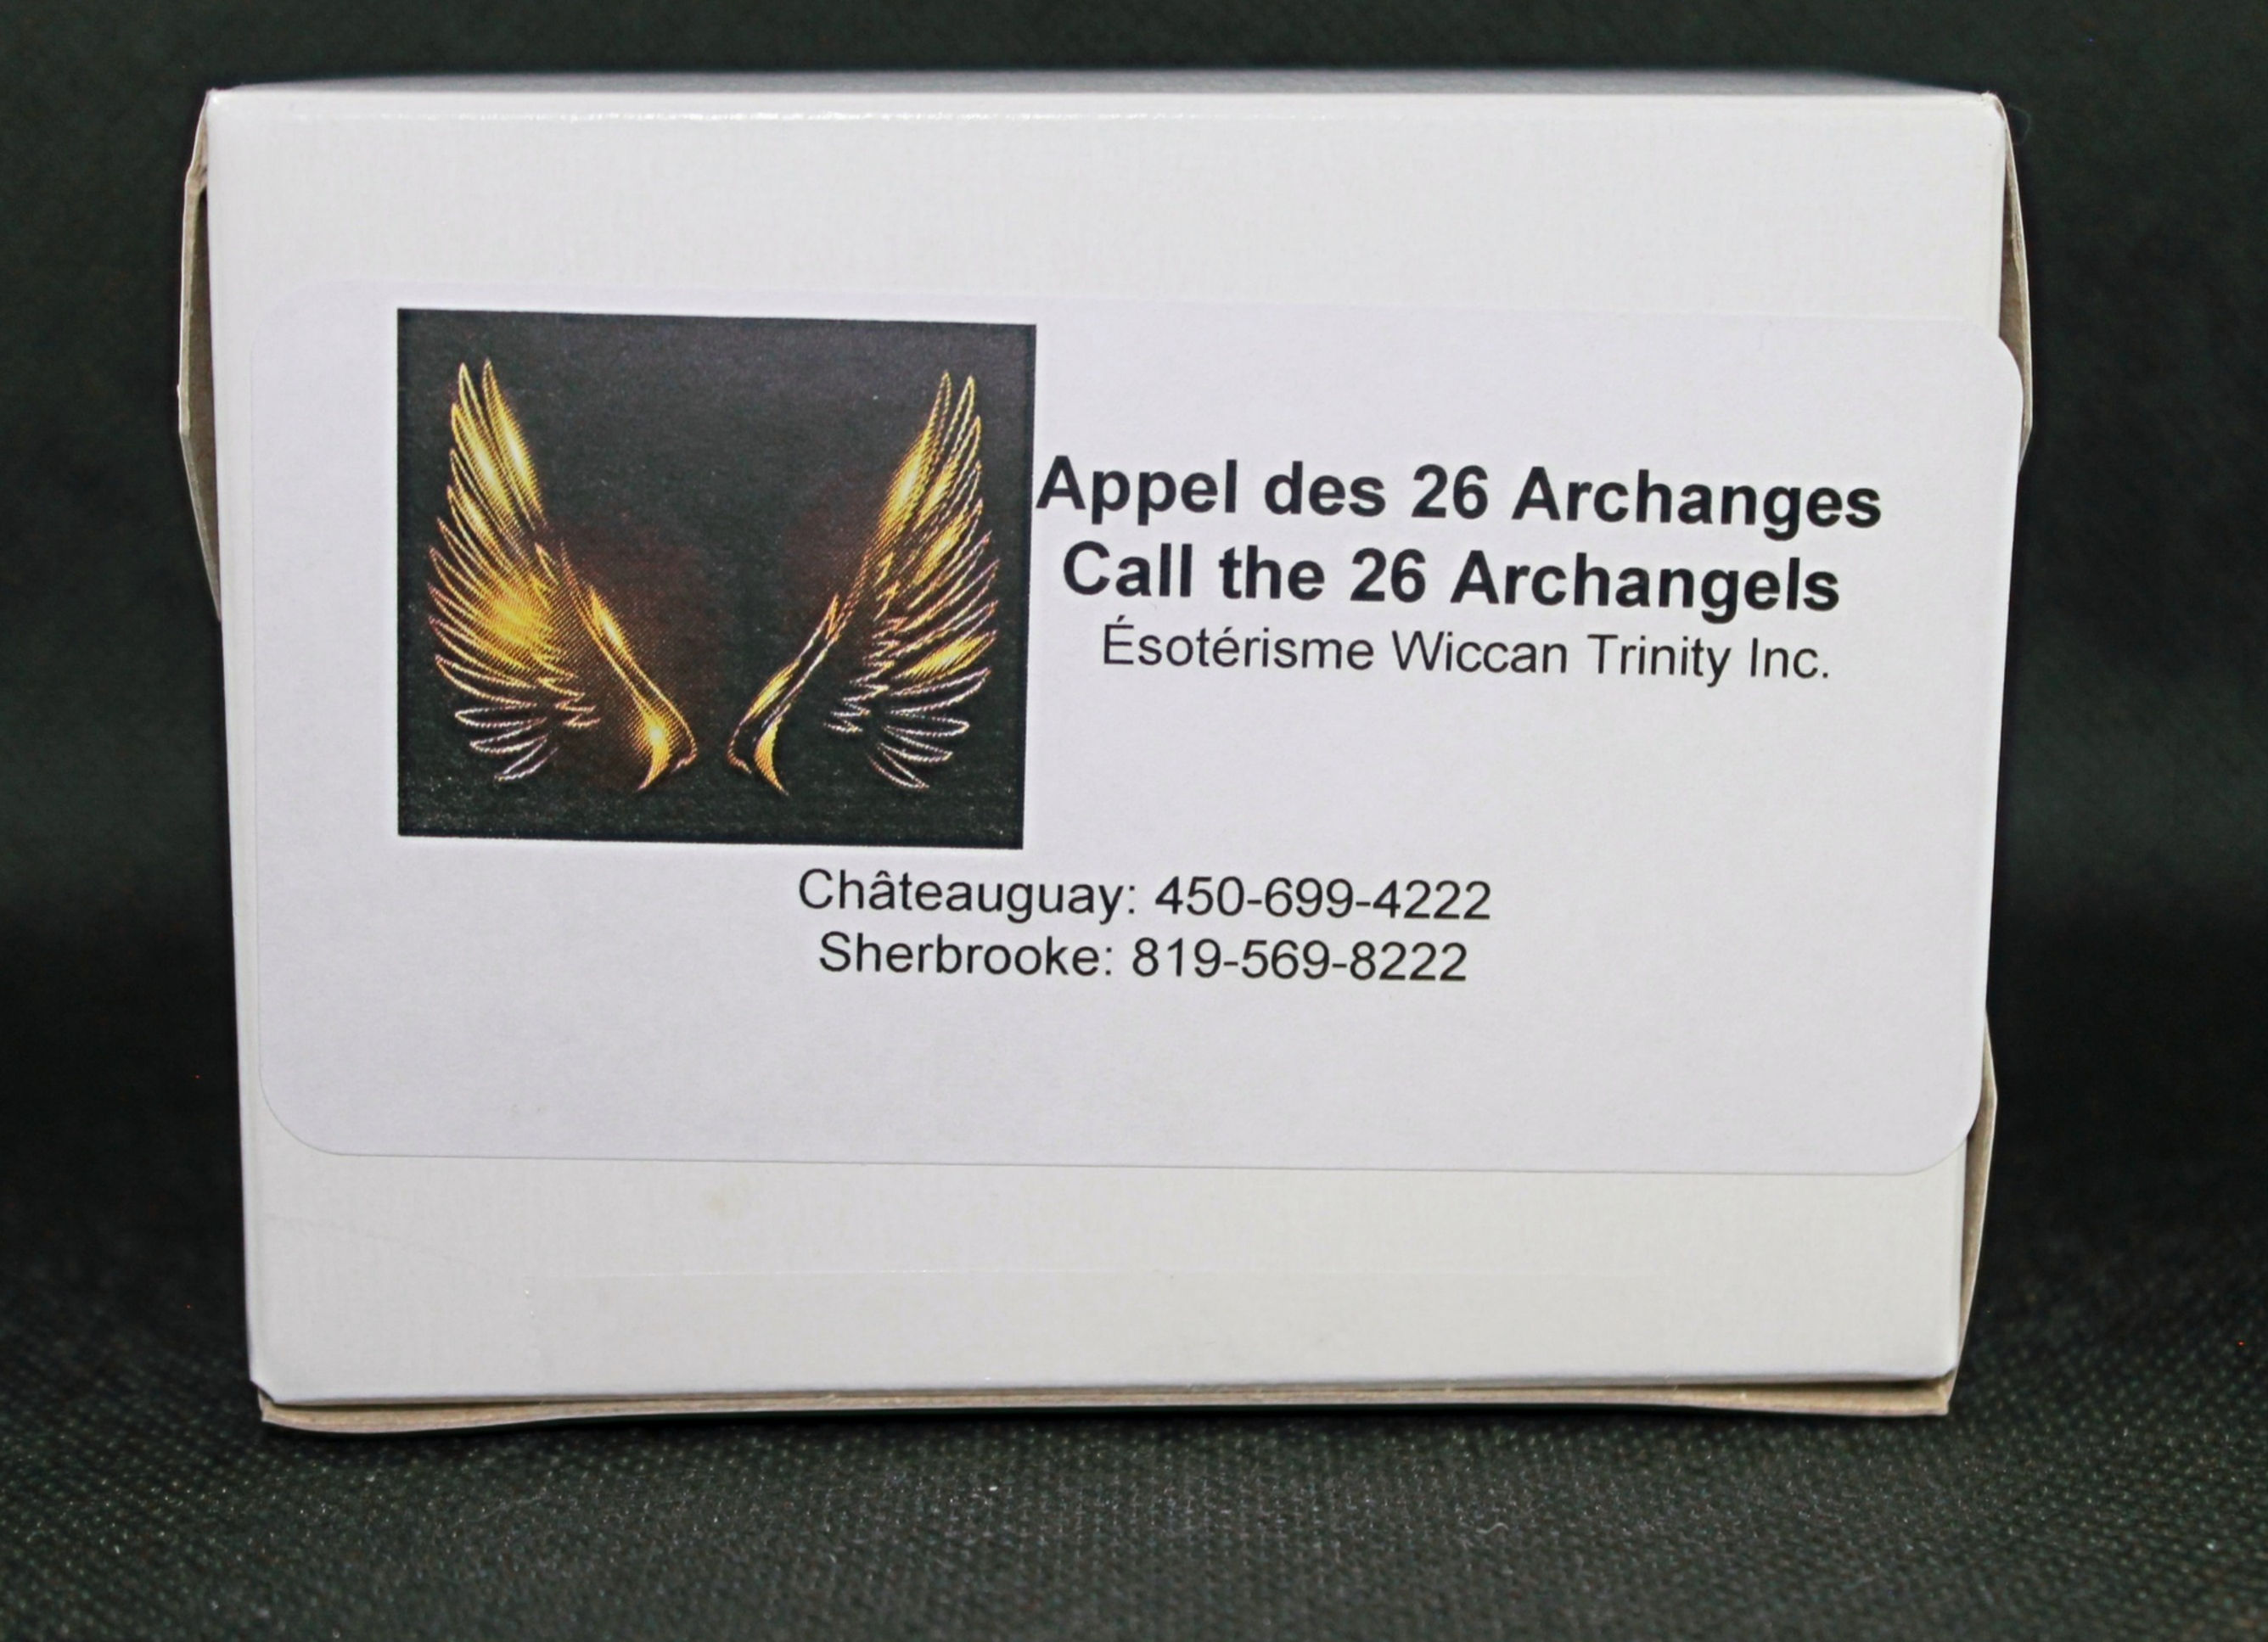 Appel des 26 Archanges
Call the 26 Archangels
Ésotérisme Wiccan Trinity Inc.
Châteauguay: 450-699-4222
Sherbrooke: 819-569-8222